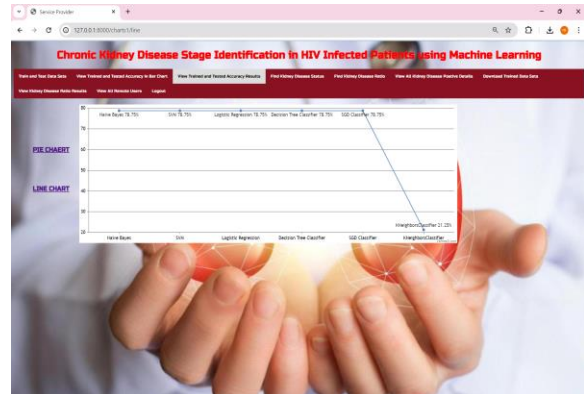 Service Provider
127.0.0.1:8000/charts1/line
Chronic Kidney Disease Stage Identification in HIV Infected Patients using Machine Learning
Train and Test Data Sets View Trained and Tested Accuracy in Bar Chart View Trained and Tested Accuracy Results Find Kidney Disease Status Find Kidney Disease Ratio View All Kidney Disease Positive Details Download Trained Data Sets
View Kidney Disease Ratio Results View All Remote Users Logout
80
Naive Bayes 78.75% SVM 78.75% Logistic Regression 78.75% Decision Tree Classifier 78.75% SGD Classifier 78.75%
70
60
PIE CHAERT
50
LINE CHART
40
30
KNeighborsClassifier 21.25%
20
Naive Bayes SVM Logistic Regression Decision Tree Classifier SGD Classifier KNeighborsClassifier